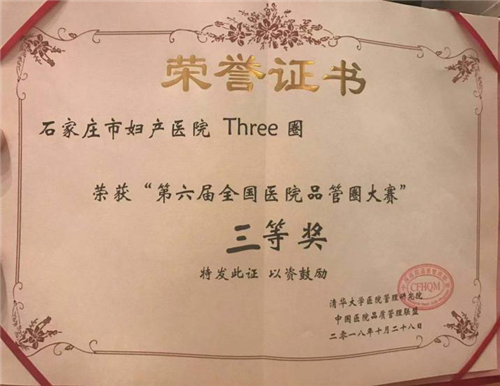 荣誉证书
石家庄市妇产医院 Three 圈
荣获“第六届全国医院品管圈大赛”
三等奖
特发此证 以资鼓励
清华大学医院管理研究院
中国医院品质管理联盟
二零一八年十月二十八日
CFHQM